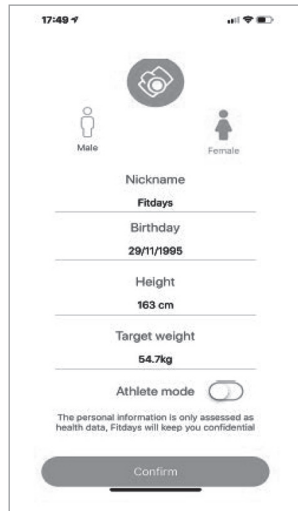 17:49
Male
Female
Nickname
Fitdays
Birthday
29/11/1995
Height
163 cm
Target weight
54.7kg
Athlete mode
The personal information is only assessed as
health data, Fitdays will keep you confidential
Confirm